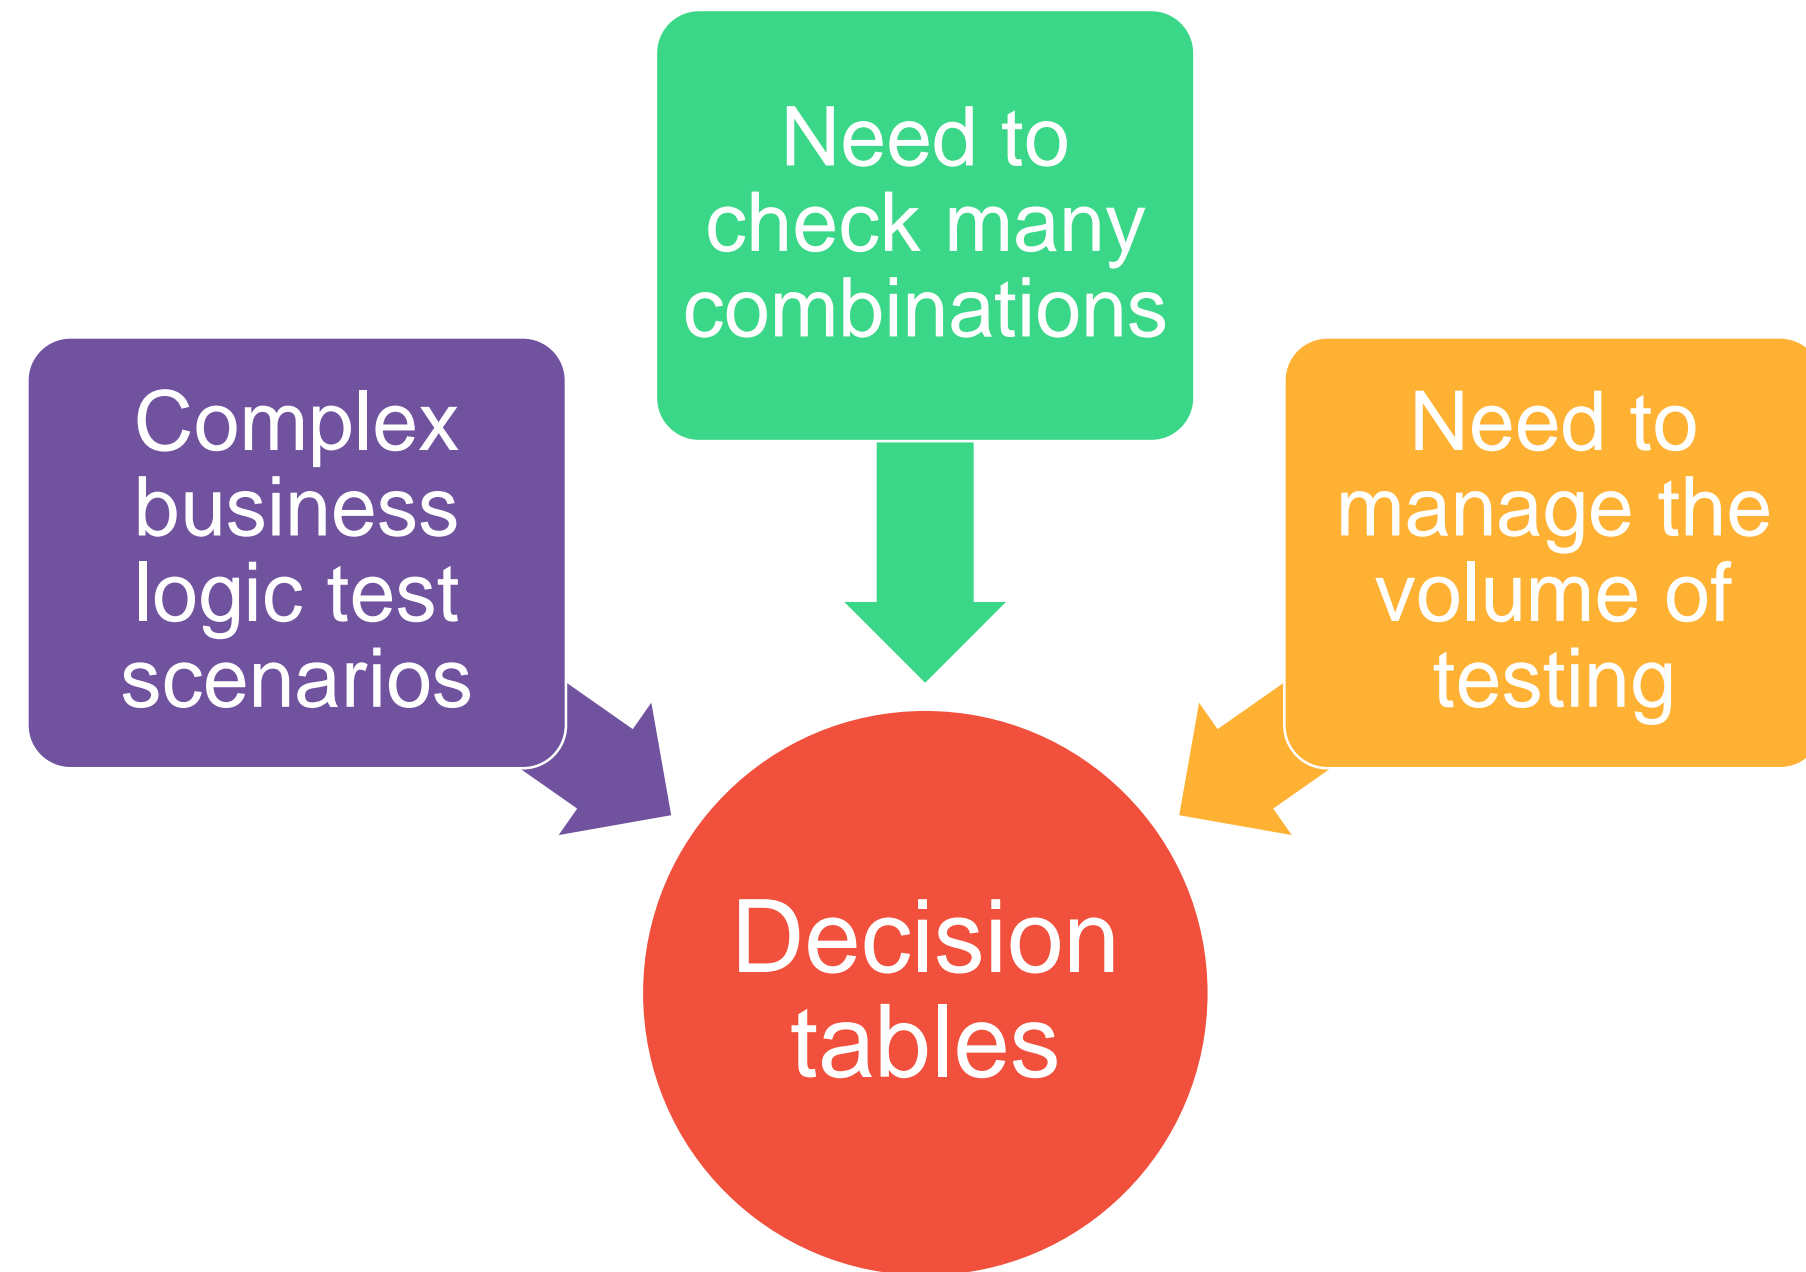 Need to
check many
combinations
Complex
business
logic test
scenarios
Need to
manage the
volume of
testing
Decision
tables